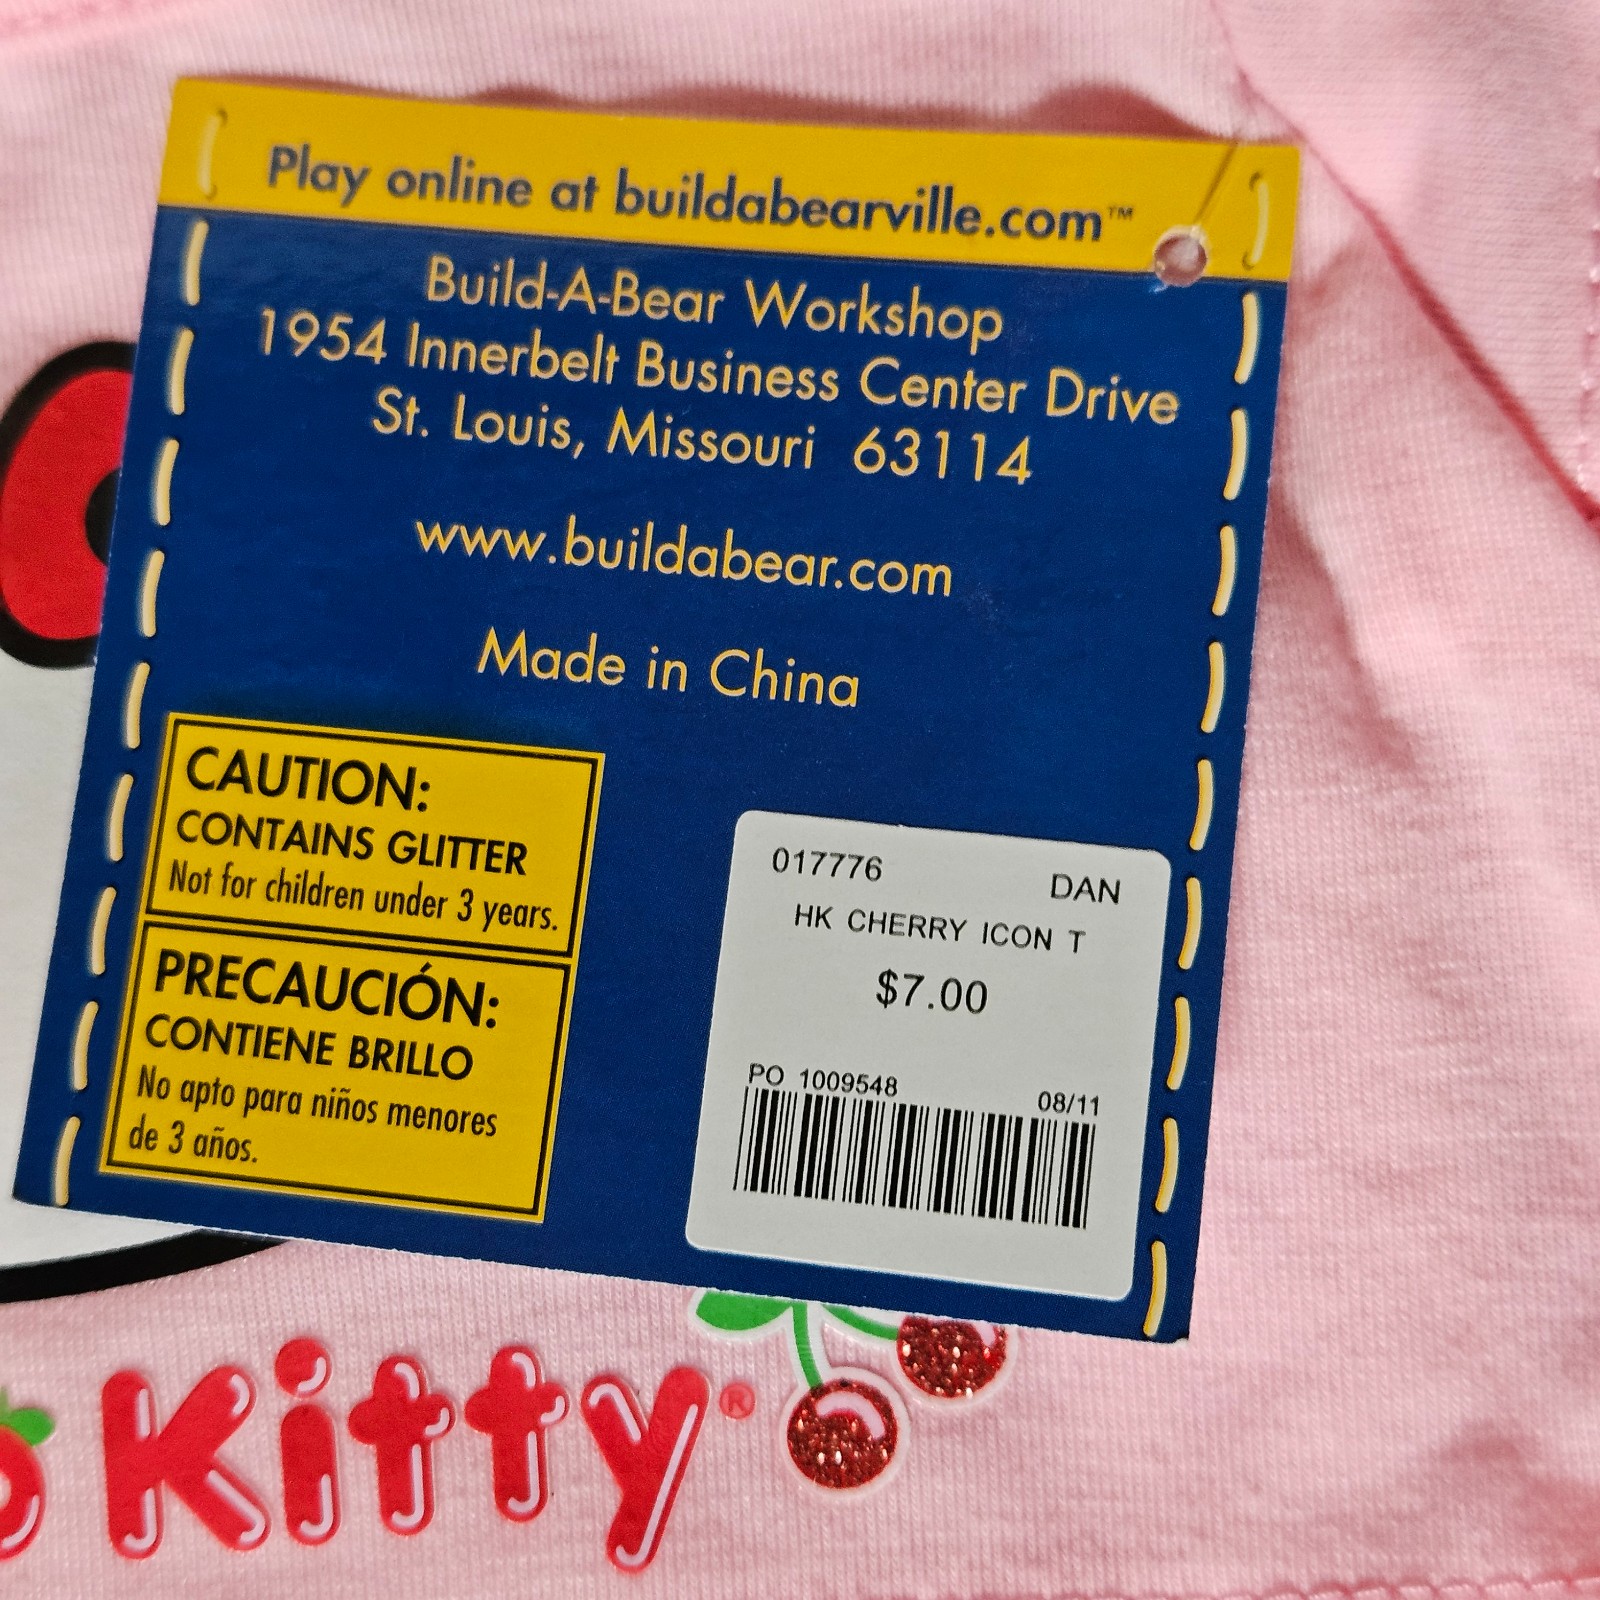 Play online at buildabearville.com™
Build-A-Bear Workshop
1954 Innerbelt Business Center Drive
St. Louis, Missouri 63114
www.buildabear.com
Made in China
CAUTION:
CONTAINS GLITTER
Not for children under 3 years.
PRECAUCIÓN:
CONTIENE BRILLO
No apto para niños menores
de 3 años.
017776 DAN
HK CHERRY ICON T
$7.00
PO 1009548 08/11
Kitty®